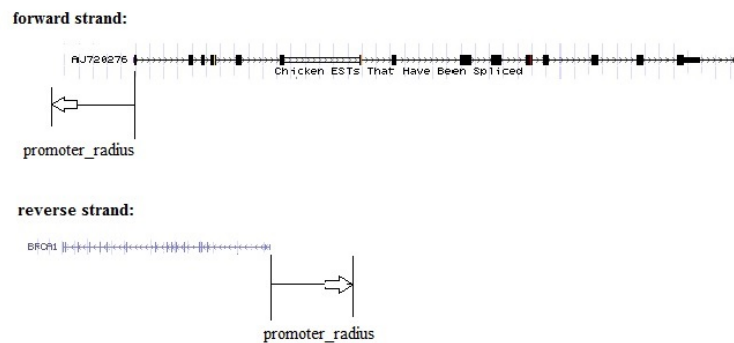 forward strand:
AJ720276
Chicken ESTs That Have Been Spliced
promoter_radius
reverse strand:
BRCA1
promoter_radius